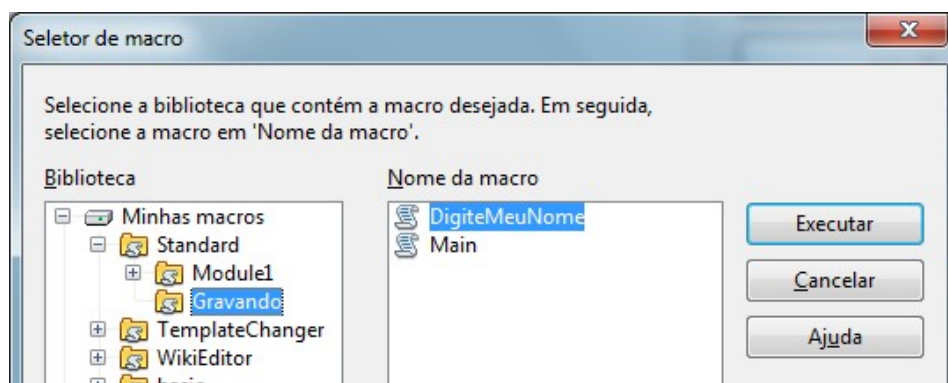 Seletor de macro
Selecione a biblioteca que contém a macro desejada. Em seguida,
selecione a macro em 'Nome da macro'.
Biblioteca
Nome da macro
Minhas macros
Standard
Module1
Gravando
TemplateChanger
WikiEditor
DigiteMeuNome
Main
Executar
Cancelar
Ajuda